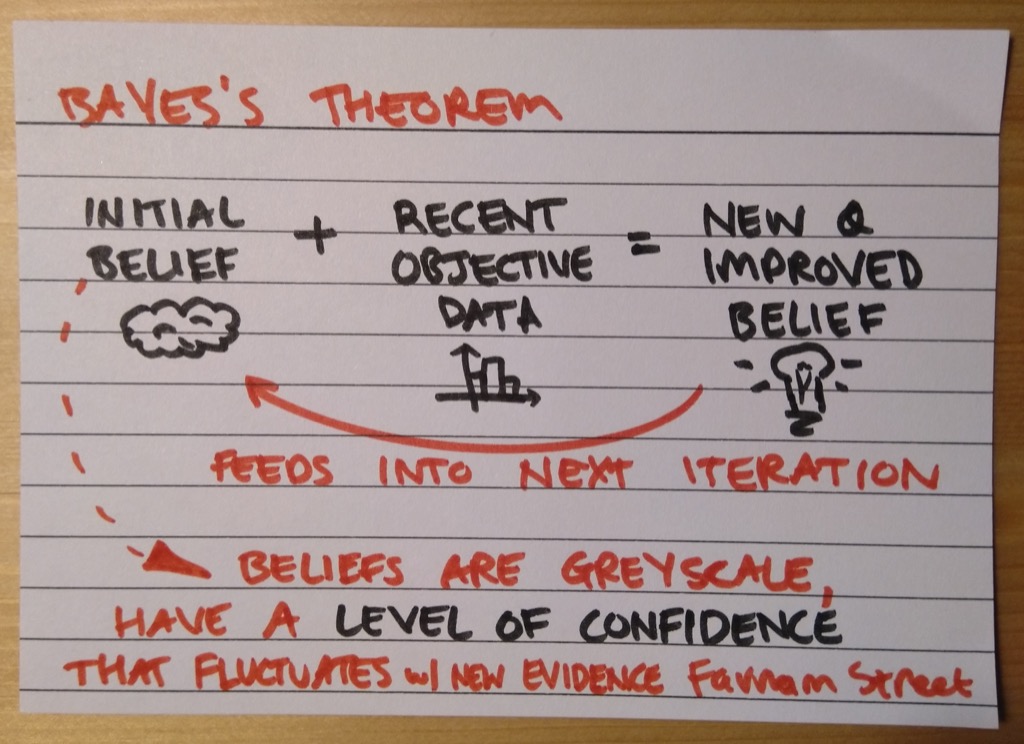 BAYES'S THEOREM
INITIAL BELIEF + RECENT OBJECTIVE DATA = NEW & IMPROVED BELIEF
FEEDS INTO NEXT ITERATION
BELIEFS ARE GREYSCALE,
HAVE A LEVEL OF CONFIDENCE
THAT FLUCTUATES w/ NEW EVIDENCE Farnam Street